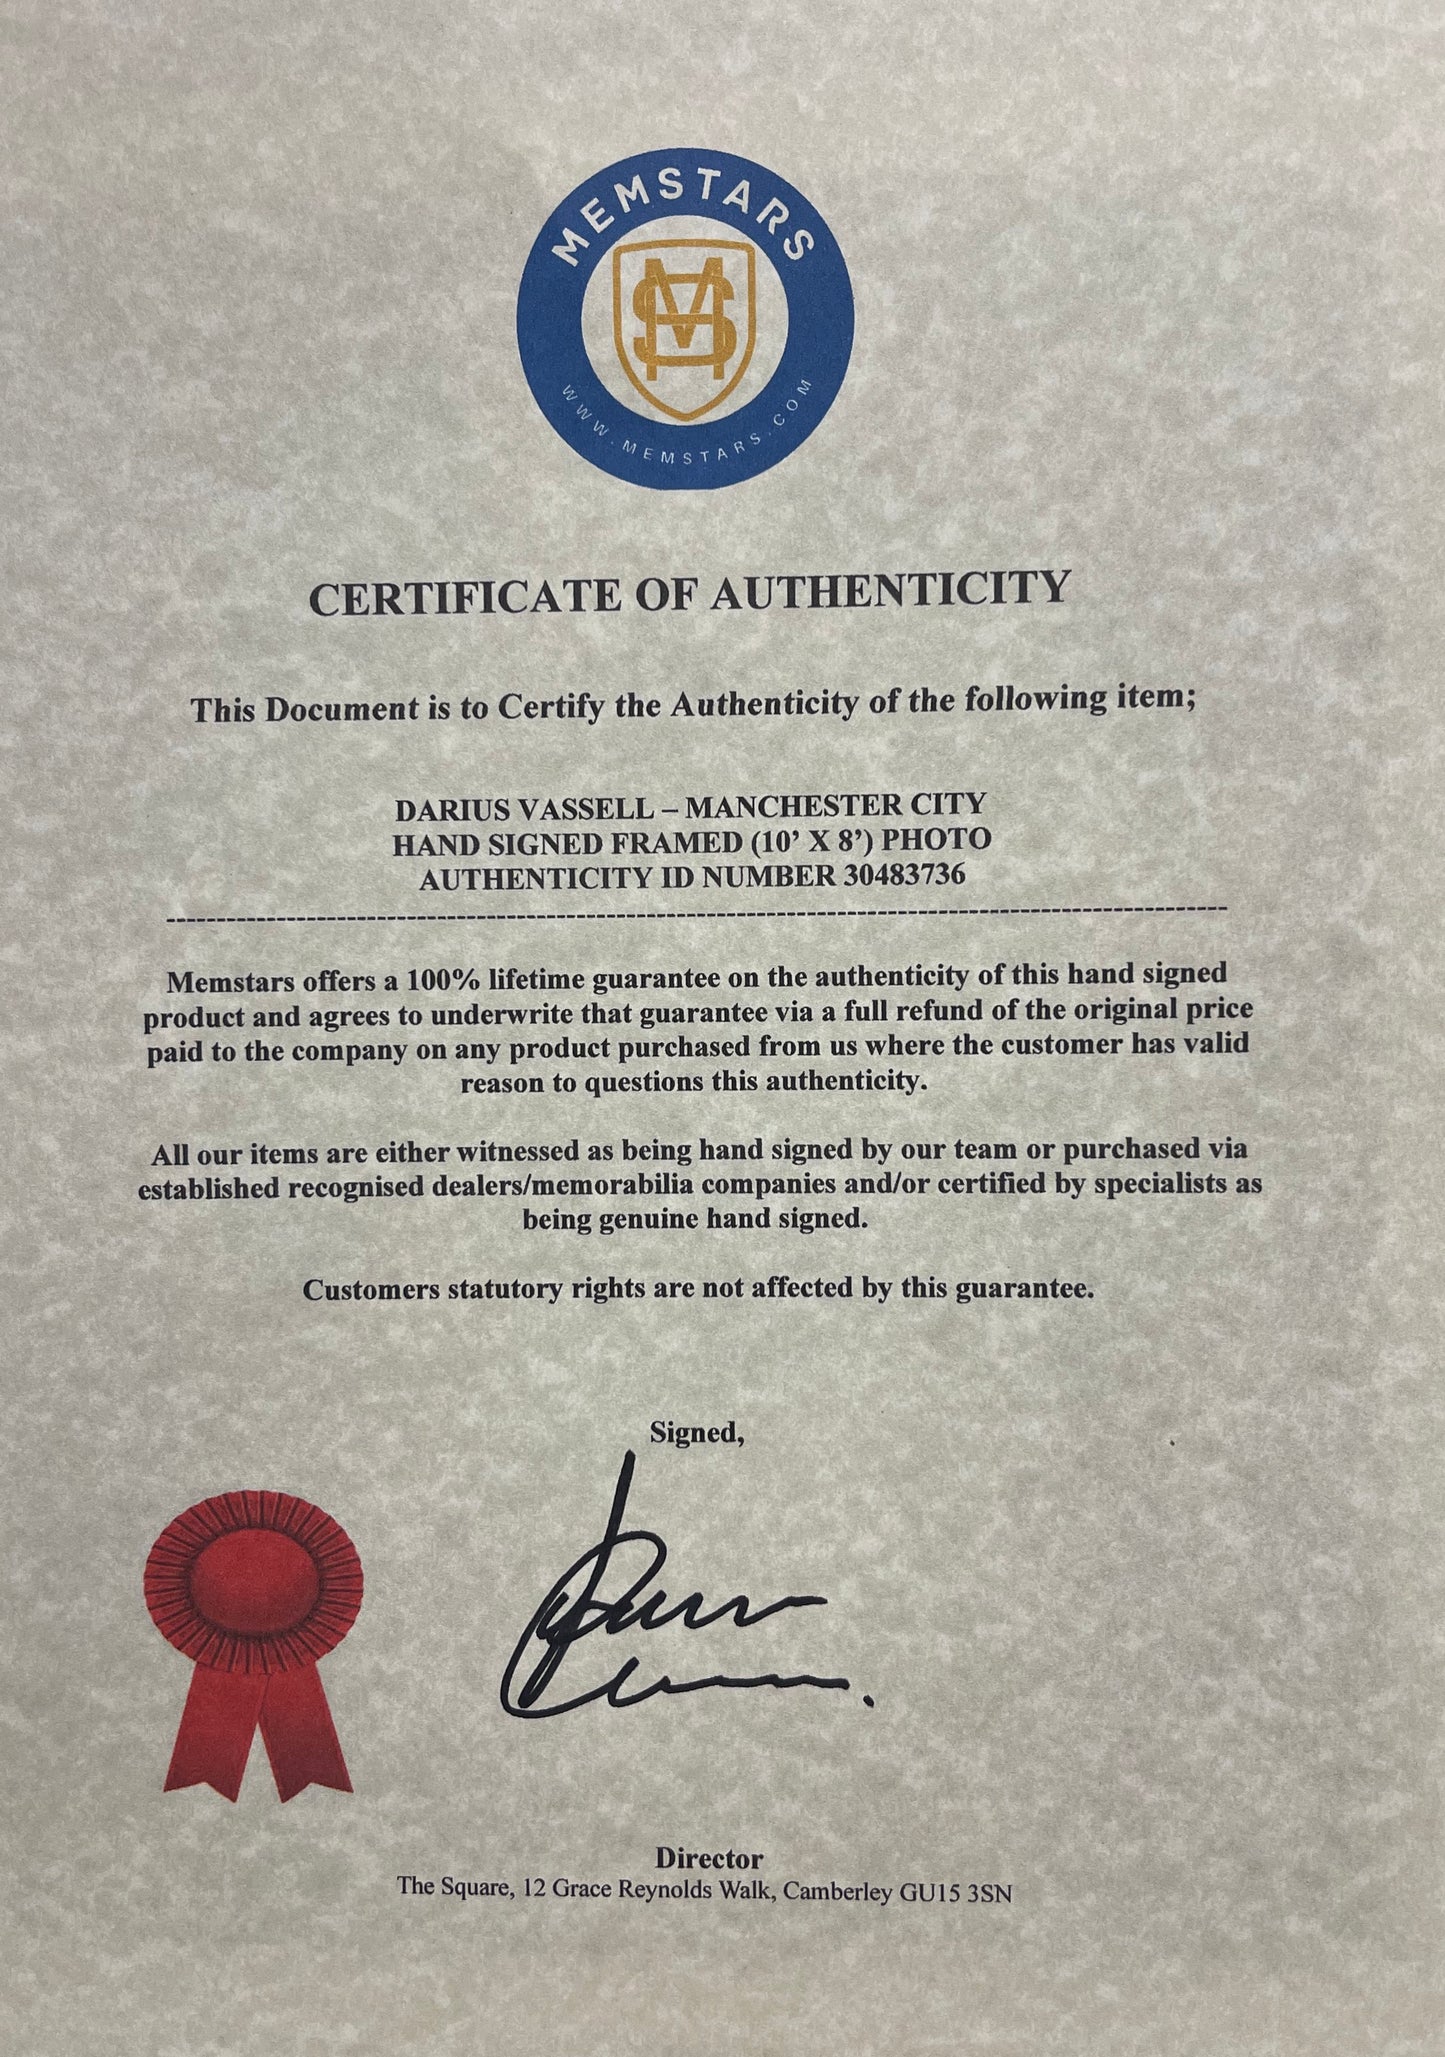 MEMSTARS
WWW.MEMSTARS.COM
CERTIFICATE OF AUTHENTICITY
This Document is to Certify the Authenticity of the following item;
DARIUS VASSELL – MANCHESTER CITY
HAND SIGNED FRAMED (10’ X 8’) PHOTO
AUTHENTICITY ID NUMBER 30483736
Memstars offers a 100% lifetime guarantee on the authenticity of this hand signed
product and agrees to underwrite that guarantee via a full refund of the original price
paid to the company on any product purchased from us where the customer has valid
reason to questions this authenticity.
All our items are either witnessed as being hand signed by our team or purchased via
established recognised dealers/memorabilia companies and/or certified by specialists as
being genuine hand signed.
Customers statutory rights are not affected by this guarantee.
Signed,
Director
The Square, 12 Grace Reynolds Walk, Camberley GU15 3SN